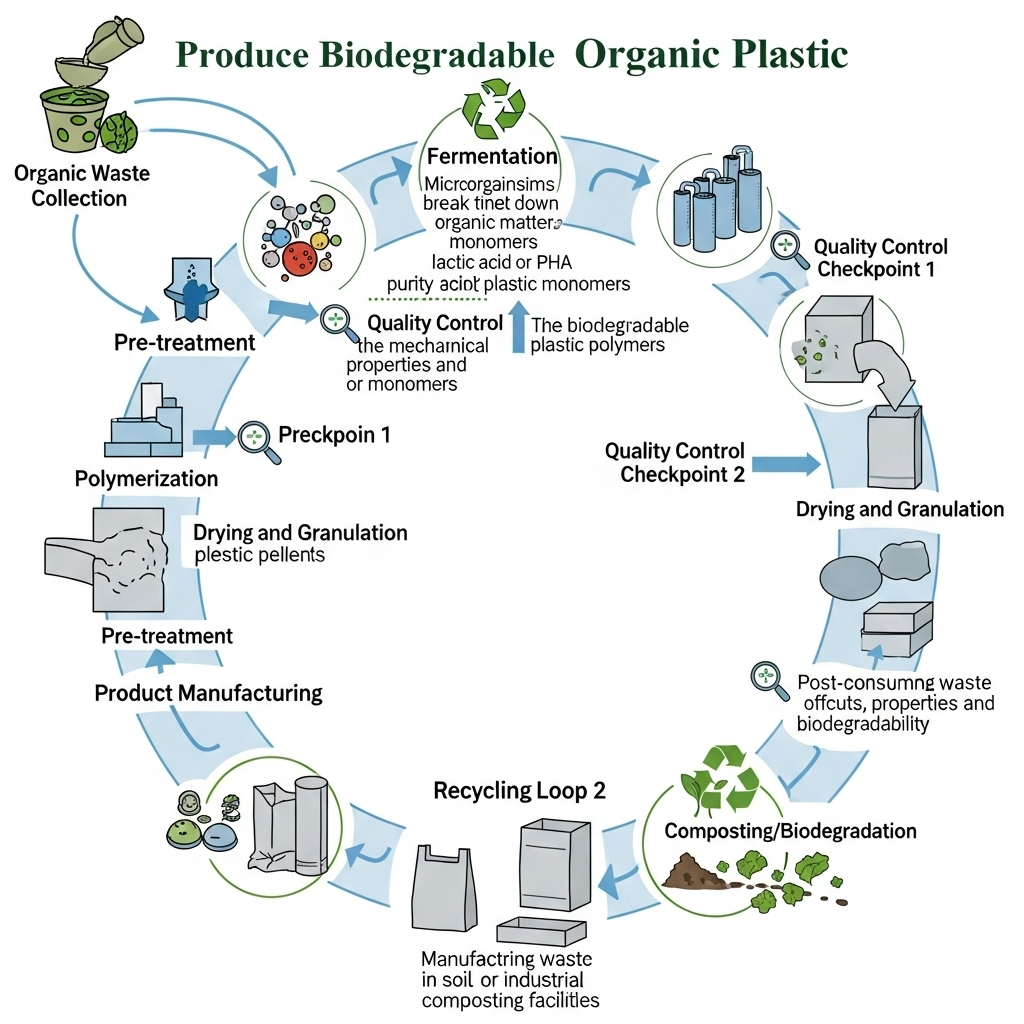 Produce Biodegradable Organic Plastic
Organic Waste
Collection
Fermentation
Micrcorgainsims
break tinet down
organic matters
monomers
lactic acid or PHA
purity aciot plastic monomers
Quality Control
Checkpoint 1
Pre-treatment
Quality Control
the mecharnical
properties and
or monomers
The biodegradable
plastic polymers
Preckpoin 1
Polymerization
Quality Control
Checkpoint 2
Drying and Granulation
Drying and Granulation
plestic pellents
Pre-treatment
Product Manufacturing
Post-consumng waste
offcuts, properties and
biodegradability
Recycling Loop 2
Composting/Biodegradation
Manufactring waste
in soil or industrial
composting facilities